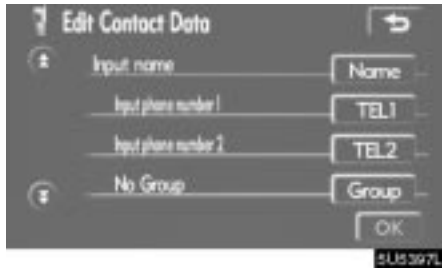 Edit Contact Data
Input name Name
Input phone number 1 TEL1
Input phone number 2 TEL2
No Group Group
OK
5U5397L